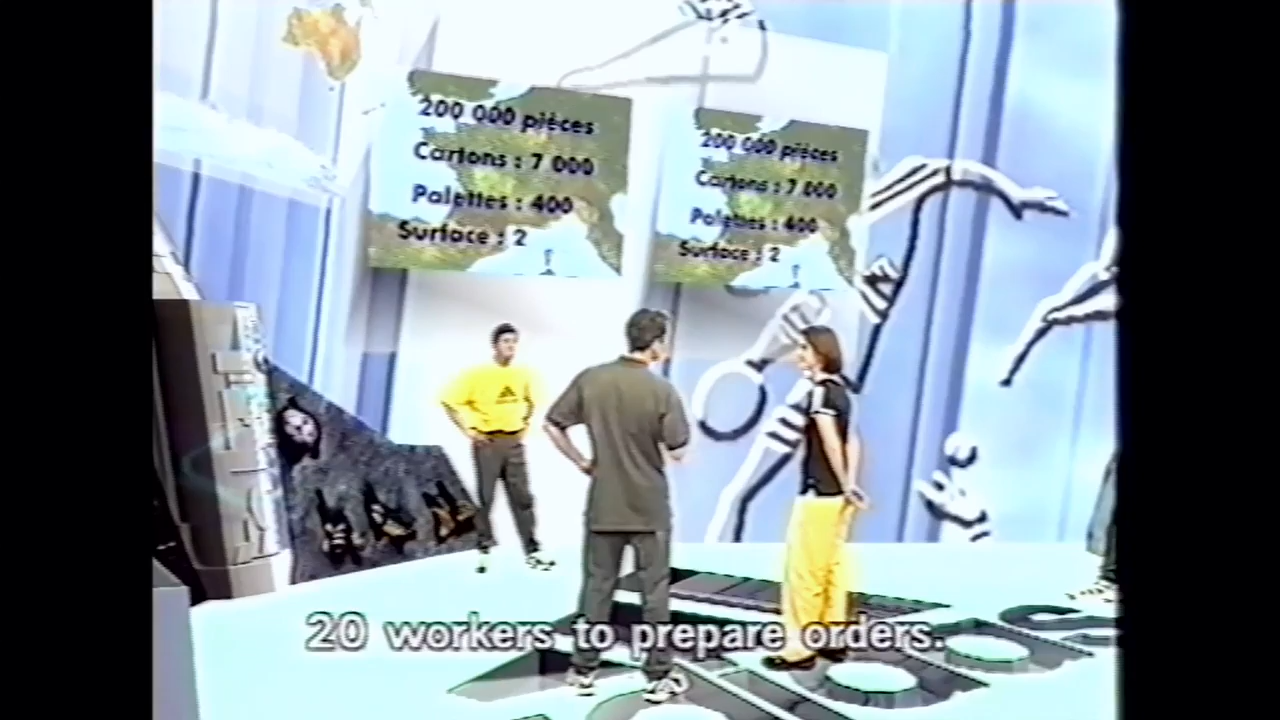 200 000 pièces
Cartons : 7 000
Palettes : 400
Surface : 2
200 000 pièces
Cartons : 7 000
Palettes : 400
Surface : 2
20 workers to prepare orders.
adidas